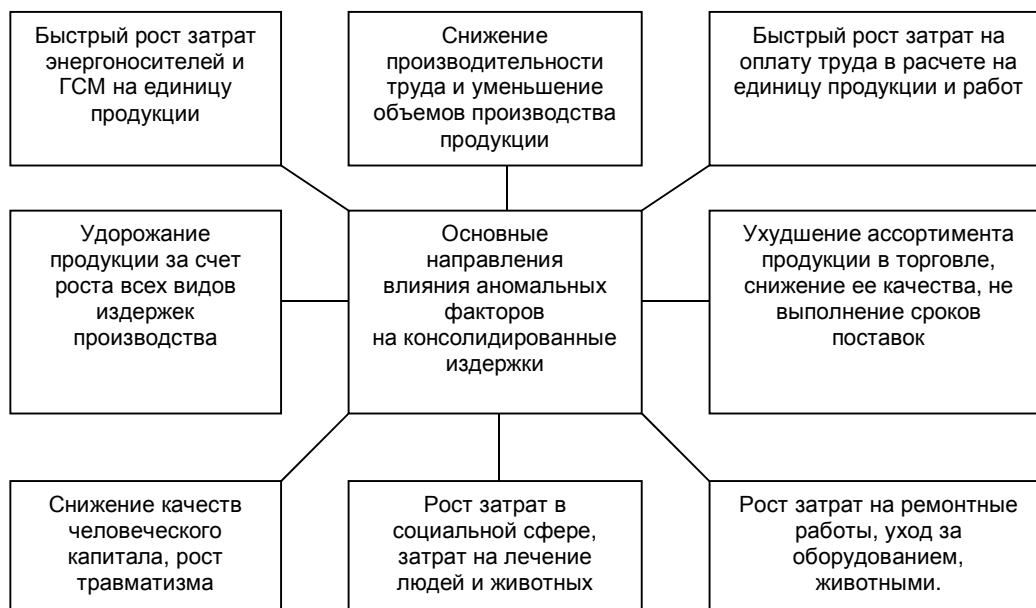 Быстрый рост затрат
энергоносителей и
ГСМ на единицу
продукции
Снижение
производительности
труда и уменьшение
объемов производства
продукции
Быстрый рост затрат на
оплату труда в расчете на
единицу продукции и работ
Удорожание
продукции за счет
роста всех видов
издержек
производства
Основные
направления
влияния аномальных
факторов
на консолидированные
издержки
Ухудшение ассортимента
продукции в торговле,
снижение ее качества, не
выполнение сроков
поставок
Снижение качеств
человеческого
капитала, рост
травматизма
Рост затрат в
социальной сфере,
затрат на лечение
людей и животных
Рост затрат на ремонтные
работы, уход за
оборудованием,
животными.